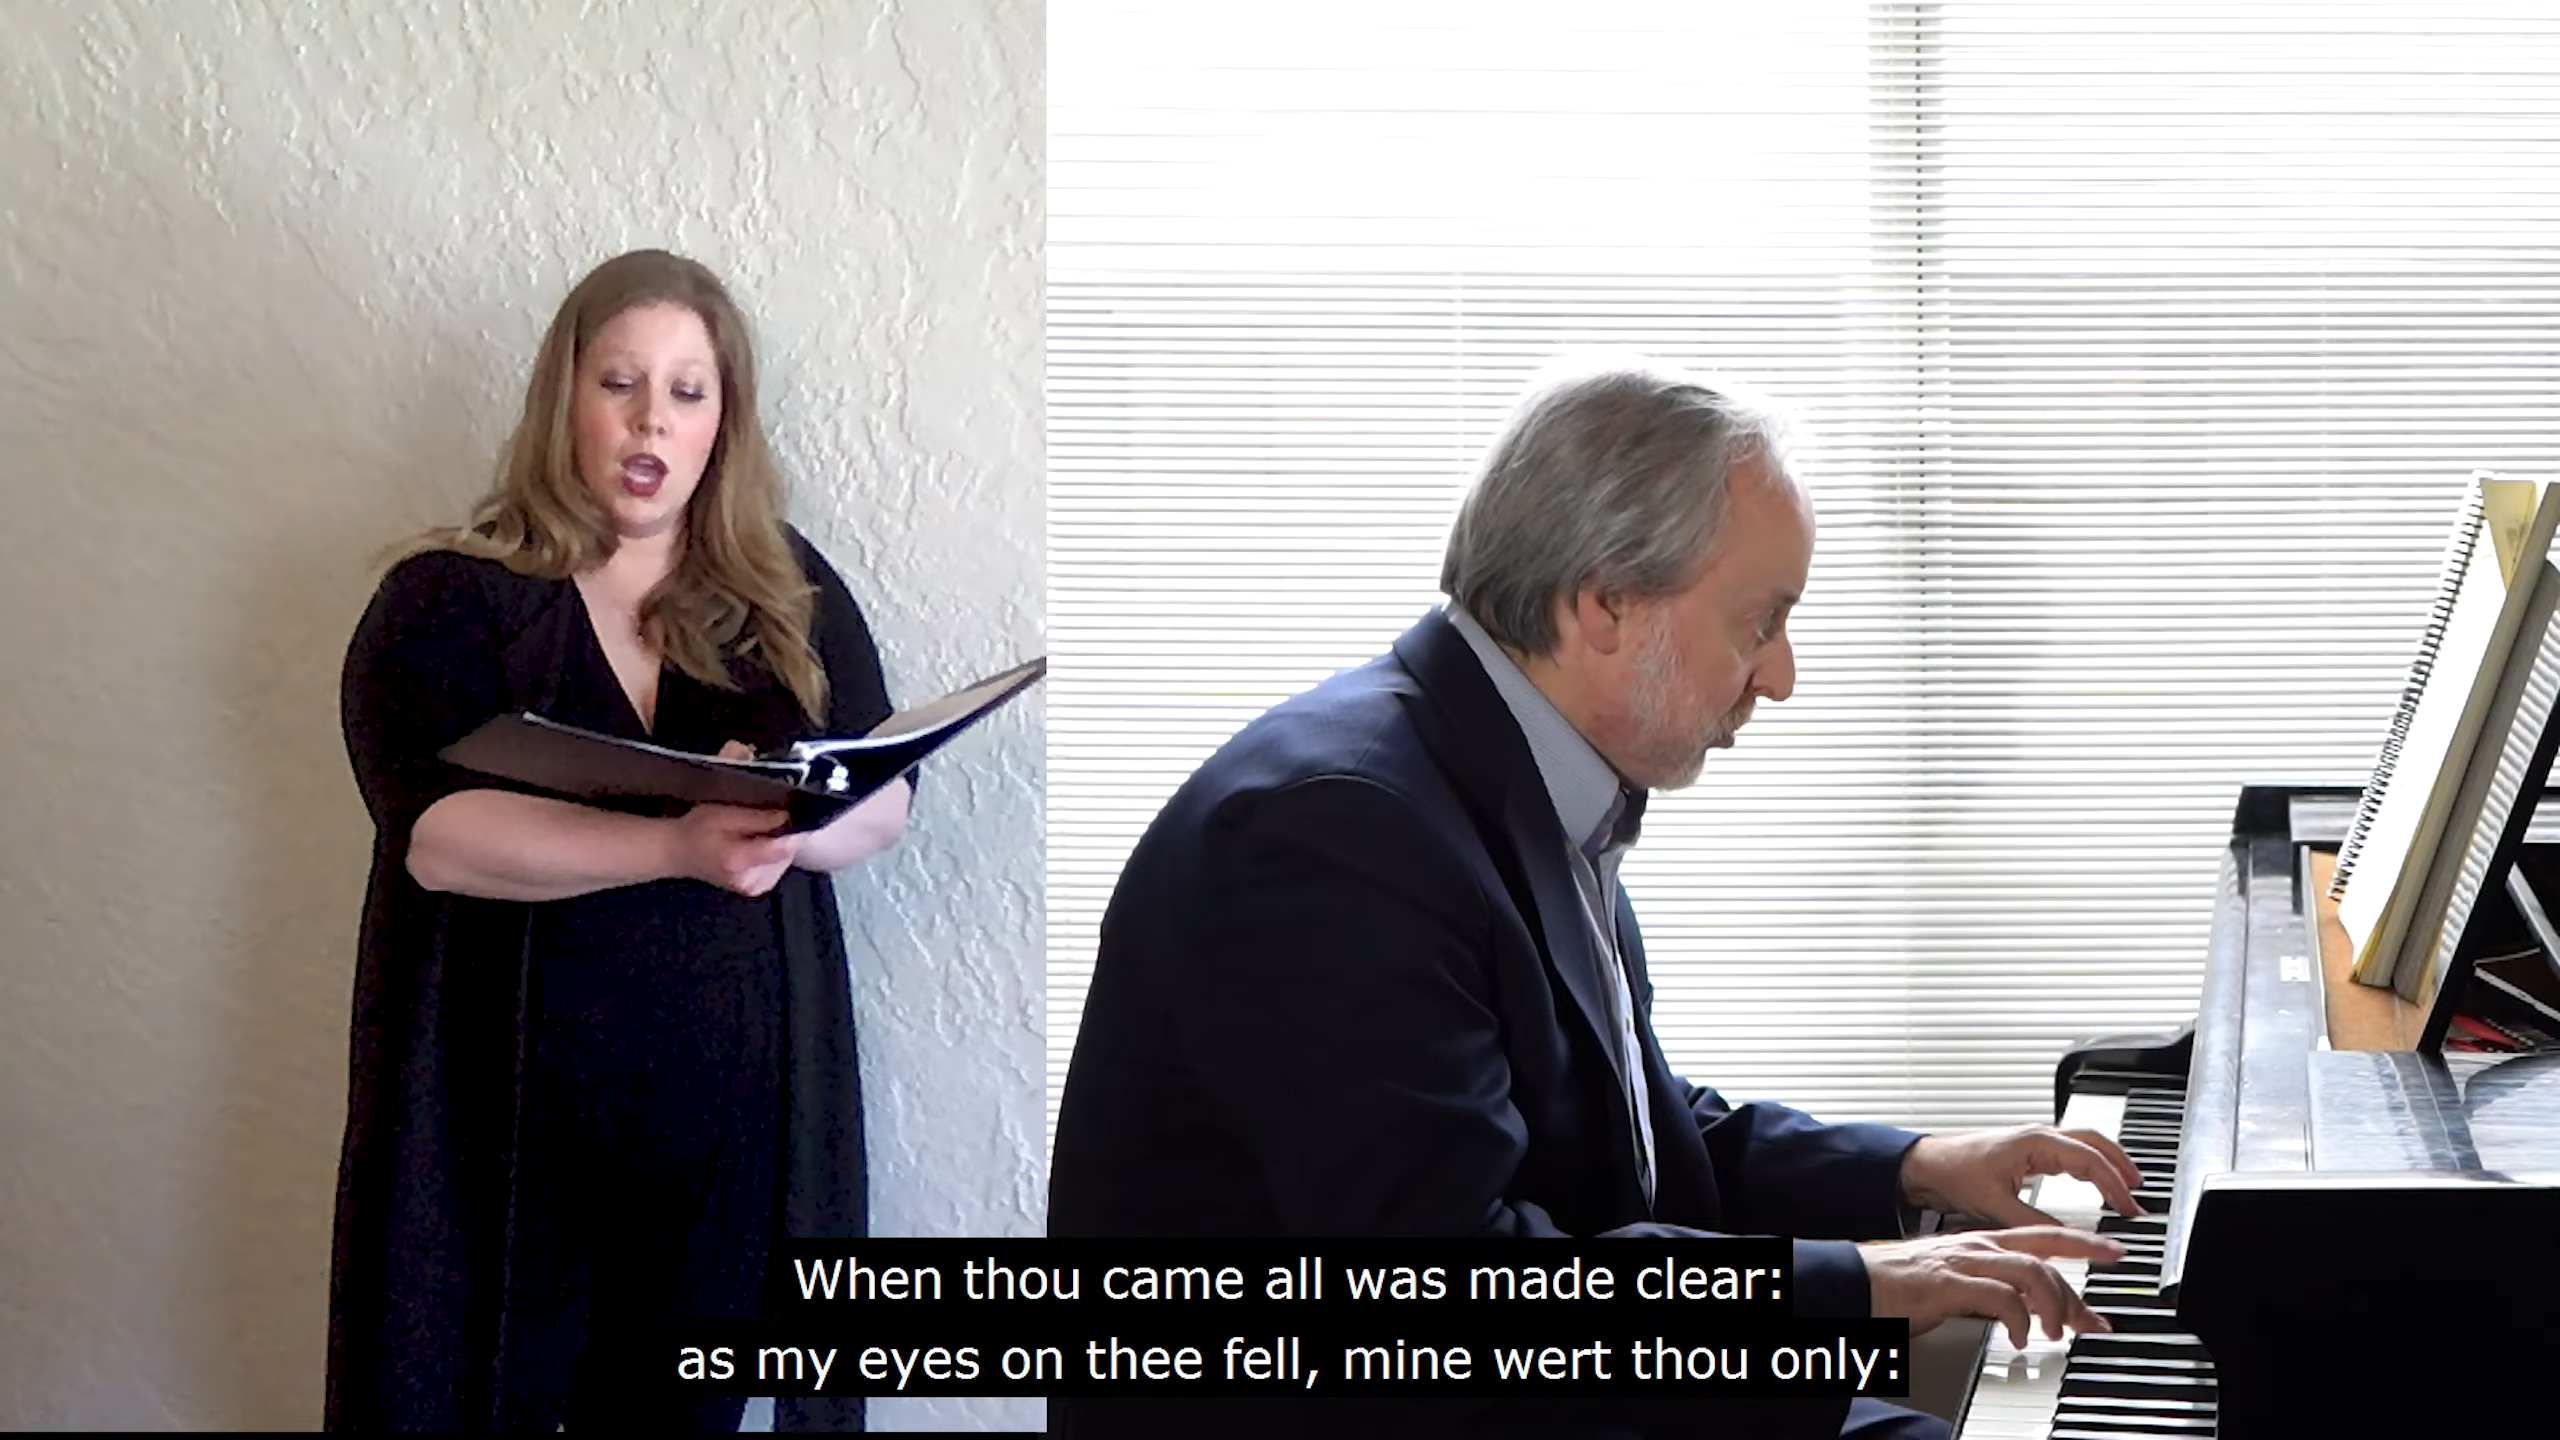 When thou came all was made clear:
as my eyes on thee fell, mine wert thou only: